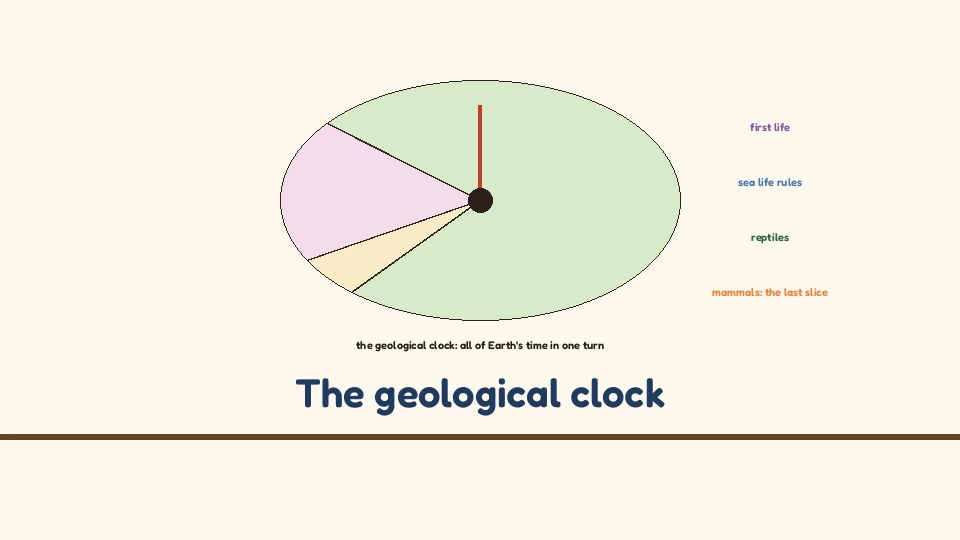 first life
sea life rules
reptiles
mammals: the last slice
the geological clock: all of Earth's time in one turn
The geological clock